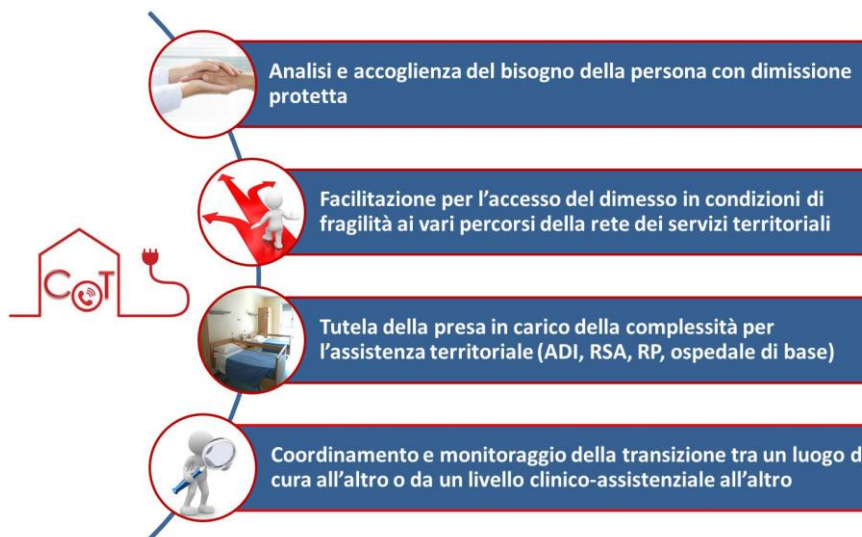 Analisi e accoglienza del bisogno della persona con dimissione
protetta
Facilitazione per l’accesso del dimesso in condizioni di
fragilità ai vari percorsi della rete dei servizi territoriali
COT
Tutela della presa in carico della complessità per
l’assistenza territoriale (ADI, RSA, RP, ospedale di base)
Coordinamento e monitoraggio della transizione tra un luogo d
cura all’altro o da un livello clinico-assistenziale all’altro